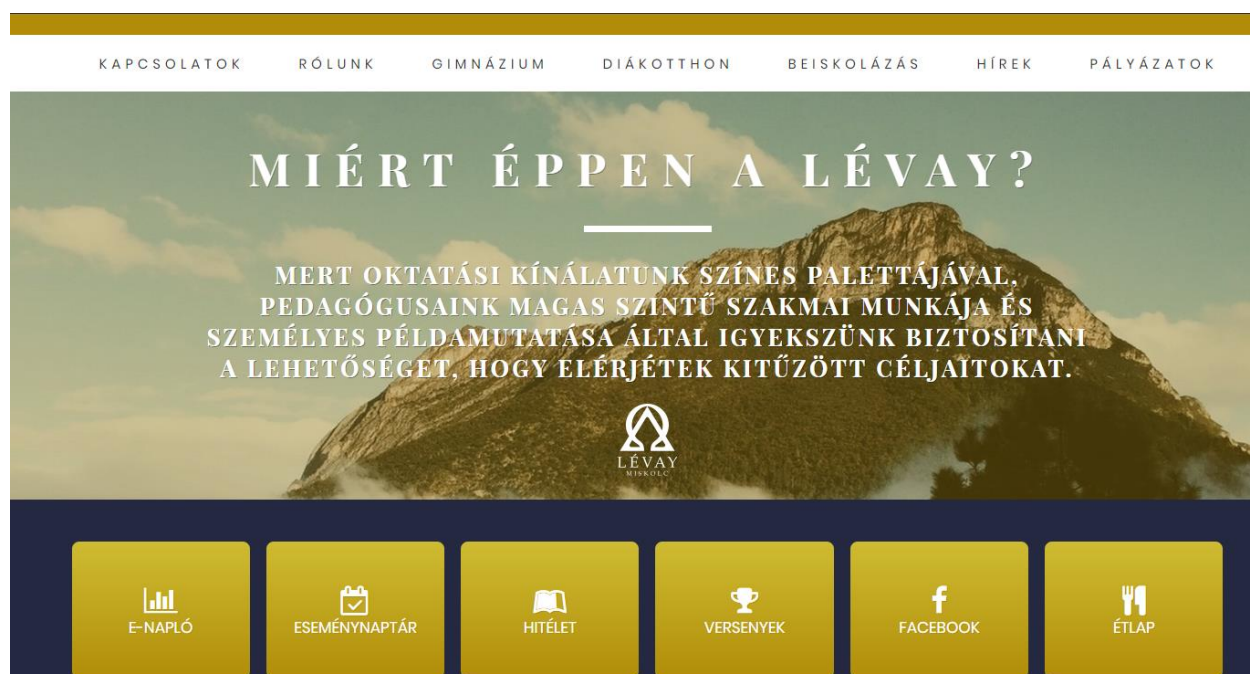 KAPCSOLATOK RÓLUNK GIMNÁZIUM DIÁKOTTHON BEISKOLÁZÁS HÍREK PÁLYÁZATOK
MIÉRT ÉPPEN A LÉVAY?
MERT OKTATÁSI KÍNÁLATUNK SZÍNES PALETTÁJÁVAL,
PEDAGÓGUSAINK MAGAS SZINTŰ SZAKMAI MUNKÁJA ÉS
SZEMÉLYES PÉLDAMUTATÁSA ÁLTAL IGYEKSZÜNK BIZTOSÍTANI
A LEHETŐSÉGET, HOGY ELÉRJÉTEK KITŰZÖTT CÉLJAITOKAT.
LÉVAY
MISKOLC
E-NAPLÓ ESEMÉNYNAPTÁR HITÉLET VERSENYEK FACEBOOK ÉTLAP